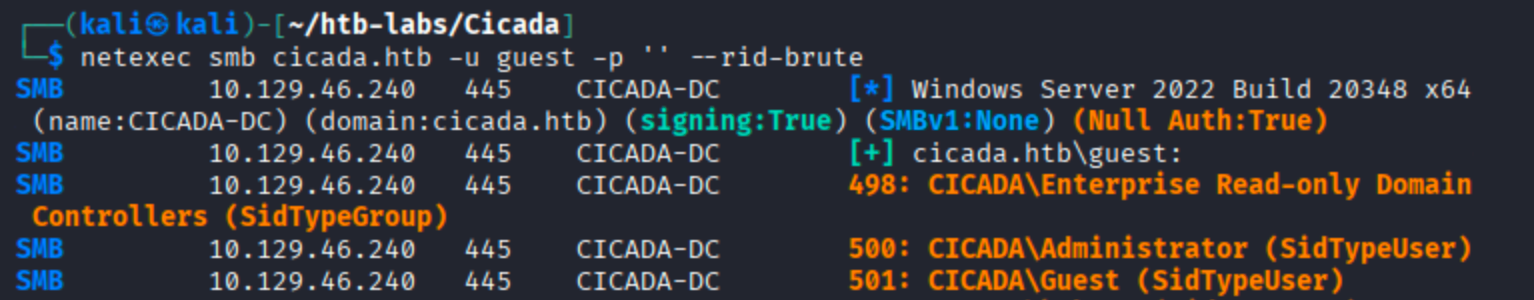 ┌──(kali㉿kali)-[~/htb-labs/Cicada]
└─$ netexec smb cicada.htb -u guest -p '' --rid-brute
SMB         10.129.46.240   445    CICADA-DC        [*] Windows Server 2022 Build 20348 x64
 (name:CICADA-DC) (domain:cicada.htb) (signing:True) (SMBv1:None) (Null Auth:True)
SMB         10.129.46.240   445    CICADA-DC        [+] cicada.htb\guest:
SMB         10.129.46.240   445    CICADA-DC        498: CICADA\Enterprise Read-only Domain
 Controllers (SidTypeGroup)
SMB         10.129.46.240   445    CICADA-DC        500: CICADA\Administrator (SidTypeUser)
SMB         10.129.46.240   445    CICADA-DC        501: CICADA\Guest (SidTypeUser)